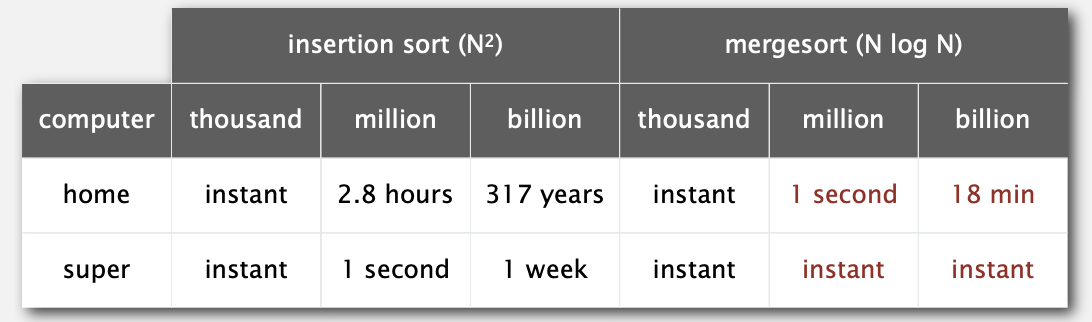 insertion sort (N²) mergesort (N log N)
computer thousand million billion thousand million billion
home instant 2.8 hours 317 years instant 1 second 18 min
super instant 1 second 1 week instant instant instant